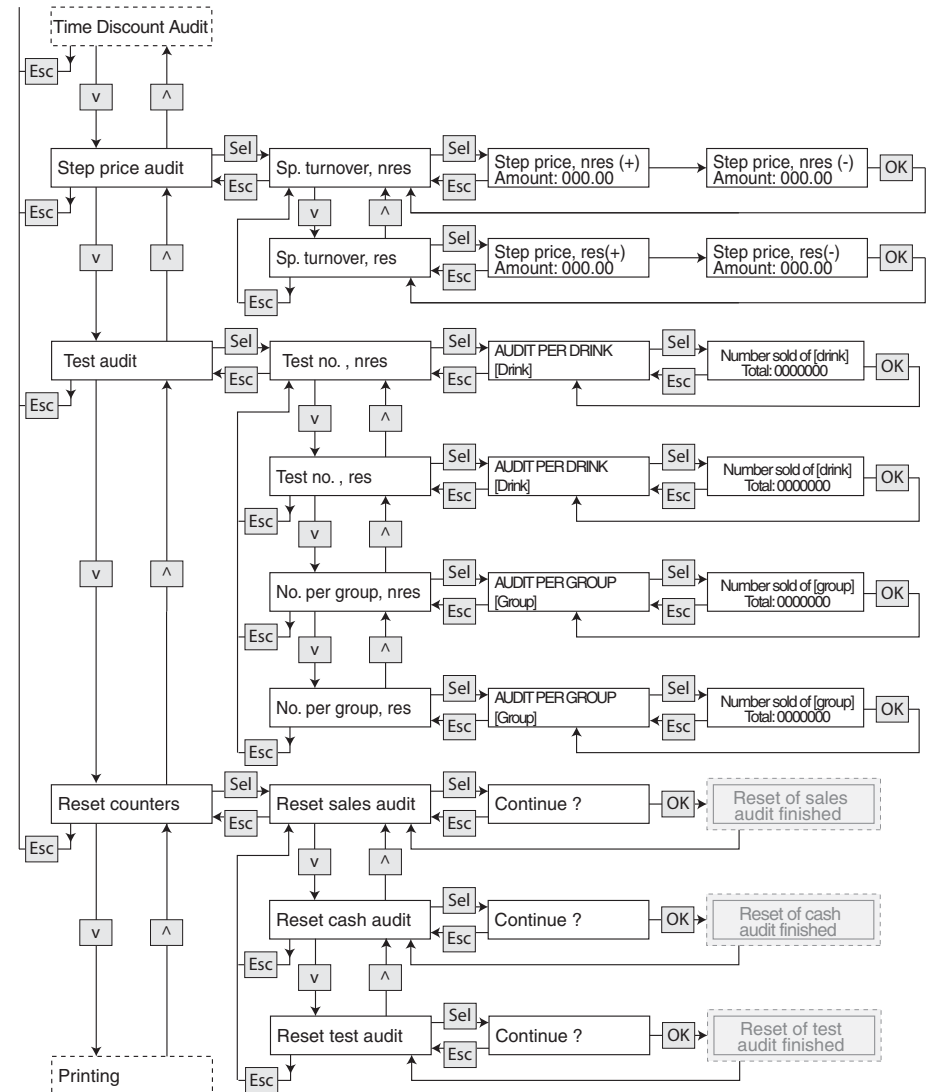 Time Discount Audit
Esc
v ^
Sel Sel
Step price audit Sp. turnover, nres Step price, nres (+) Step price, nres (-) OK
Amount: 000.00 Amount: 000.00
Esc Esc
Esc v ^
v ^ Sel
Sp. turnover, res Step price, res(+) Step price, res(-) OK
Amount: 000.00 Amount: 000.00
Esc
Esc
Sel Sel Sel
Test audit Test no. , nres AUDIT PER DRINK Number sold of [drink] OK
[Drink] Total: 0000000
Esc Esc Esc
Esc v ^
Sel Sel
Test no. , res AUDIT PER DRINK Number sold of [drink] OK
[Drink] Total: 0000000
Esc Esc
Esc
v ^
v ^ Sel Sel
No. per group, nres AUDIT PER GROUP Number sold of [group] OK
[Group] Total: 0000000
Esc Esc
Esc
v ^
Sel Sel
No. per group, res AUDIT PER GROUP Number sold of [group] OK
[Group] Total: 0000000
Esc Esc
Esc
Sel Sel
Reset counters Reset sales audit Continue ? OK Reset of sales
audit finished
Esc Esc
Esc v ^
Sel
Reset cash audit Continue ? OK Reset of cash
audit finished
v ^ Esc
Esc
v ^
Sel
Reset test audit Continue ? OK Reset of test
audit finished
Esc
Printing Esc